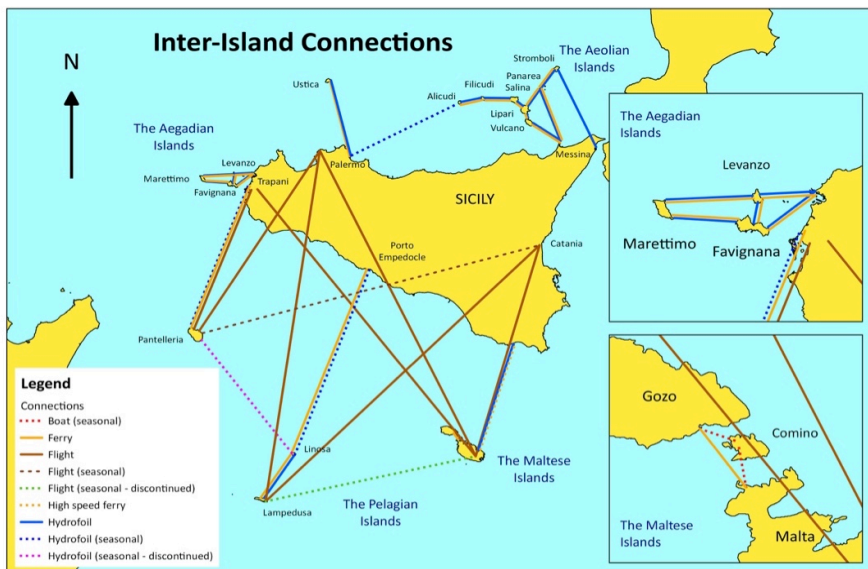 Inter-Island Connections
N
The Aeolian
Islands
Stromboli
Panarea
Filicudi
Salina
Alicudi
Ustica
Lipari
Vulcano
Messina
The Aegadian
Islands
Levanzo
Marettimo
Favignana
Trapani
Palermo
SICILY
Catania
Porto
Empedocle
Pantelleria
Linosa
Lampedusa
The Pelagian
Islands
The Maltese
Islands
Legend
Connections
Boat (seasonal)
Ferry
Flight
Flight (seasonal)
Flight (seasonal - discontinued)
High speed ferry
Hydrofoil
Hydrofoil (seasonal)
Hydrofoil (seasonal - discontinued)
The Aegadian
Islands
Levanzo
Marettimo
Favignana
Gozo
Comino
The Maltese
Islands
Malta